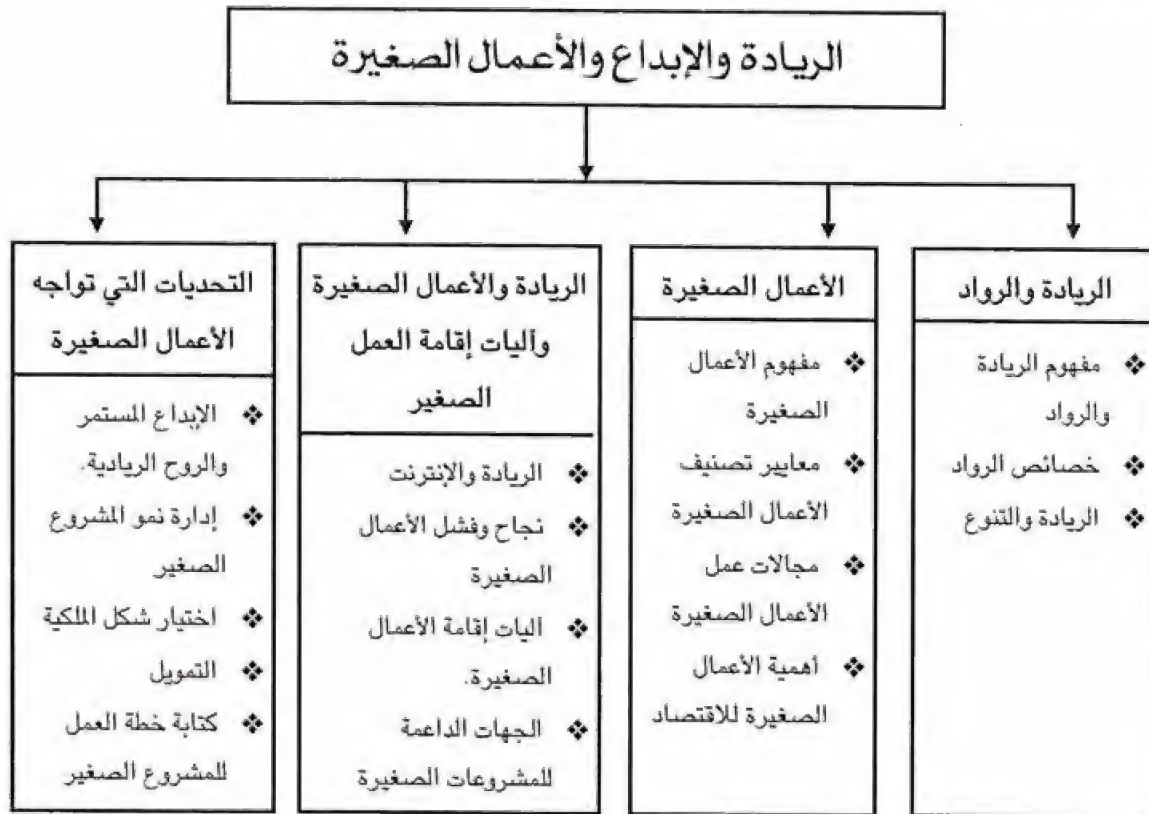 الريادة والإبداع والأعمال الصغيرة
الريادة والرواد
❖ مفهوم الريادة
والرواد
❖ خصائص الرواد
❖ الريادة والتنوع
الأعمال الصغيرة
❖ مفهوم الأعمال
الصغيرة
❖ معايير تصنيف
الأعمال الصغيرة
❖ مجالات عمل
الأعمال الصغيرة
❖ أهمية الأعمال
الصغيرة للاقتصاد
الريادة والأعمال الصغيرة
وآليات إقامة العمل
الصغير
❖ الريادة والإنترنت
❖ نجاح وفشل الأعمال
الصغيرة
❖ آليات إقامة الأعمال
الصغيرة.
❖ الجهات الداعمة
للمشروعات الصغيرة
التحديات التي تواجه
الأعمال الصغيرة
❖ الإبداع المستمر
والروح الريادية.
❖ إدارة نمو المشروع
الصغير
❖ اختيار شكل الملكية
❖ التمويل
❖ كتابة خطة العمل
للمشروع الصغير